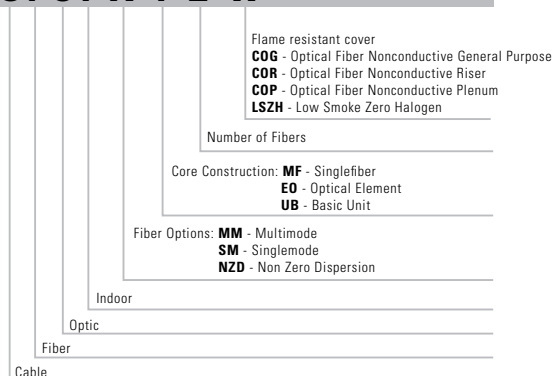 Flame resistant cover
COG - Optical Fiber Nonconductive General Purpose
COR - Optical Fiber Nonconductive Riser
COP - Optical Fiber Nonconductive Plenum
LSZH - Low Smoke Zero Halogen
Number of Fibers
Core Construction: MF - Singlefiber
EO - Optical Element
UB - Basic Unit
Fiber Options: MM - Multimode
SM - Singlemode
NZD - Non Zero Dispersion
Indoor
Optic
Fiber
Cable